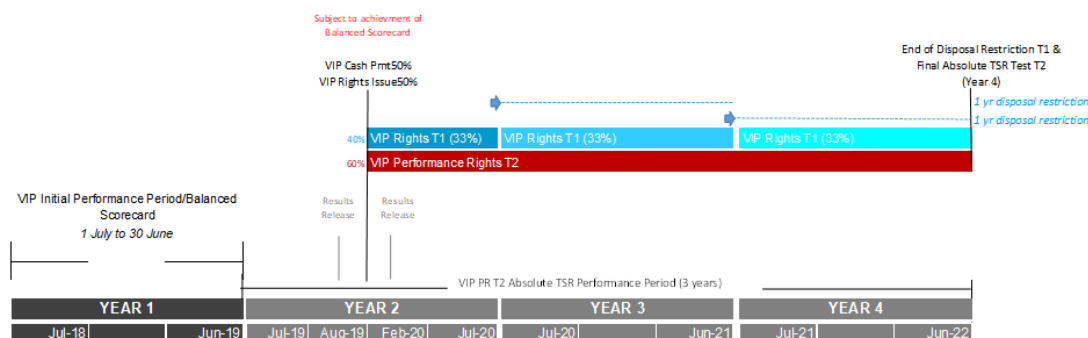 Subject to achievment of
Balanced Scorecard
VIP Cash Pmt50%
VIP Rights Issue50%
End of Disposal Restriction T1 &
Final Absolute TSR Test T2
(Year 4)
1 yr disposal restriction
1 yr disposal restriction
40% VIP Rights T1 (33%) VIP Rights T1 (33%) VIP Rights T1 (33%)
60% VIP Performance Rights T2
VIP Initial Performance Period/Balanced
Scorecard
1 July to 30 June
Results
Release
Results
Release
VIP PR T2 Absolute TSR Performance Period (3 years)
YEAR 1 YEAR 2 YEAR 3 YEAR 4
Jul-18 Jun-19 Jul-19 Aug-19 Feb-20 Jul-20 Jul-20 Jun-21 Jul-21 Jun-22